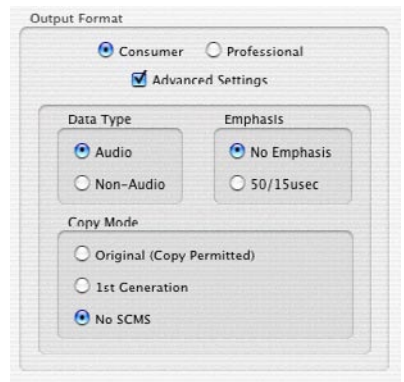 Output Format
Consumer Professional
Advanced Settings
Data Type Emphasis
Audio No Emphasis
Non-Audio 50/15usec
Copy Mode
Original (Copy Permitted)
1st Generation
No SCMS